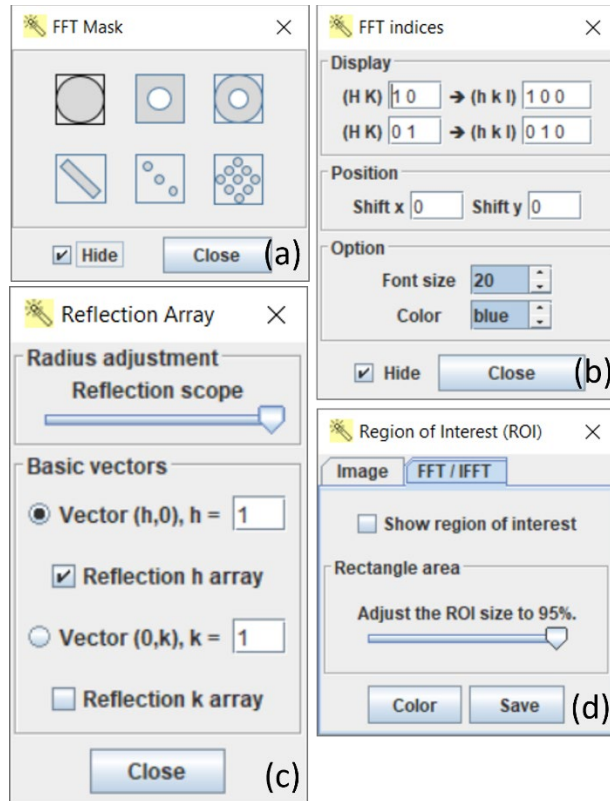 FFT Mask
Hide
Close
(a)
FFT indices
Display
(H K) 1 0 ➔ (h k l) 1 0 0
(H K) 0 1 ➔ (h k l) 0 1 0
Position
Shift x 0 Shift y 0
Option
Font size 20
Color blue
Hide
Close
(b)
Reflection Array
Radius adjustment
Reflection scope
Basic vectors
Vector (h,0), h = 1
Reflection h array
Vector (0,k), k = 1
Reflection k array
Close
(c)
Region of Interest (ROI)
Image FFT / IFFT
Show region of interest
Rectangle area
Adjust the ROI size to 95%.
Color Save
(d)